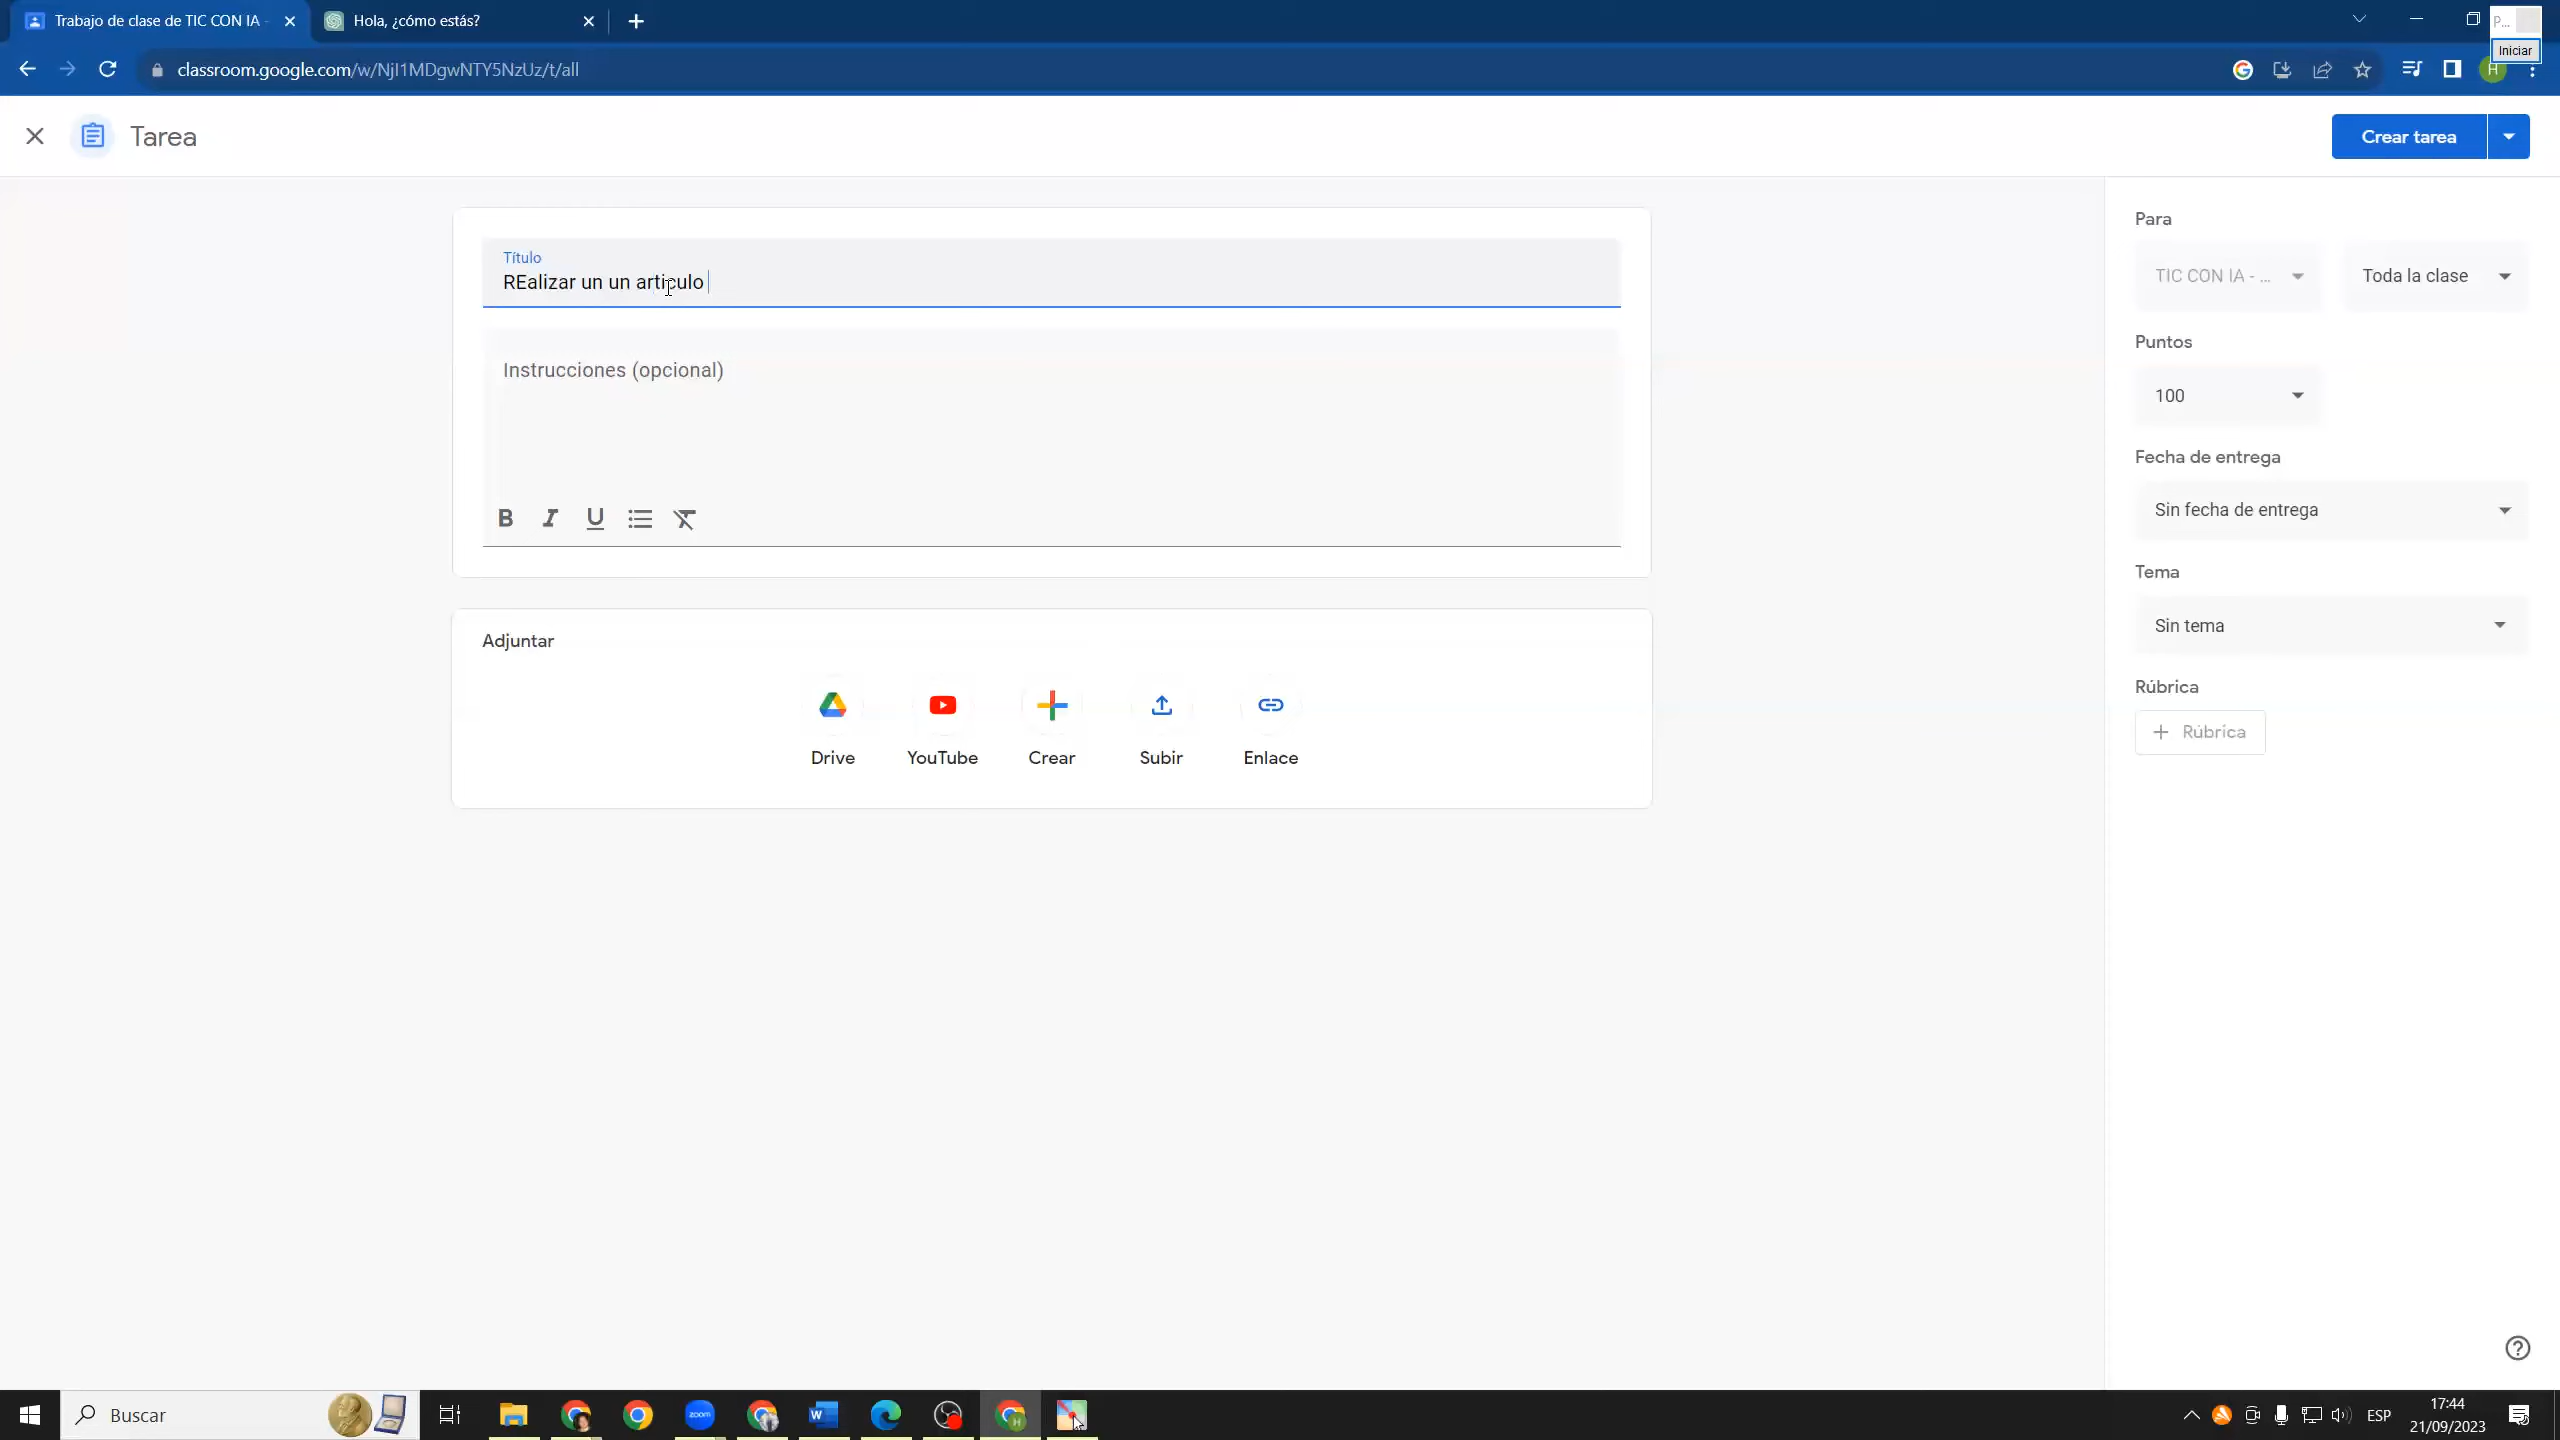 Trabajo de clase de TIC CON IA -
Hola, ¿cómo estás?
P...
Iniciar
classroom.google.com/w/NjI1MDgwNTY5NzUz/t/all
H
Tarea
Crear tarea
Título
REalizar un un articulo
Instrucciones (opcional)
B I U
Adjuntar
Drive
YouTube
Crear
Subir
Enlace
Para
TIC CON IA - ...
Toda la clase
Puntos
100
Fecha de entrega
Sin fecha de entrega
Tema
Sin tema
Rúbrica
+ Rúbrica
Buscar
zoom
W
H
ESP
17:44
21/09/2023